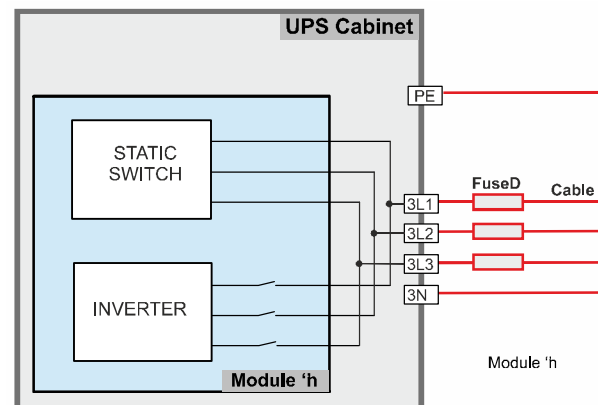 UPS Cabinet
PE
STATIC
SWITCH
FuseD
Cable
3L1
3L2
3L3
3N
INVERTER
Module ‘h
Module ‘h